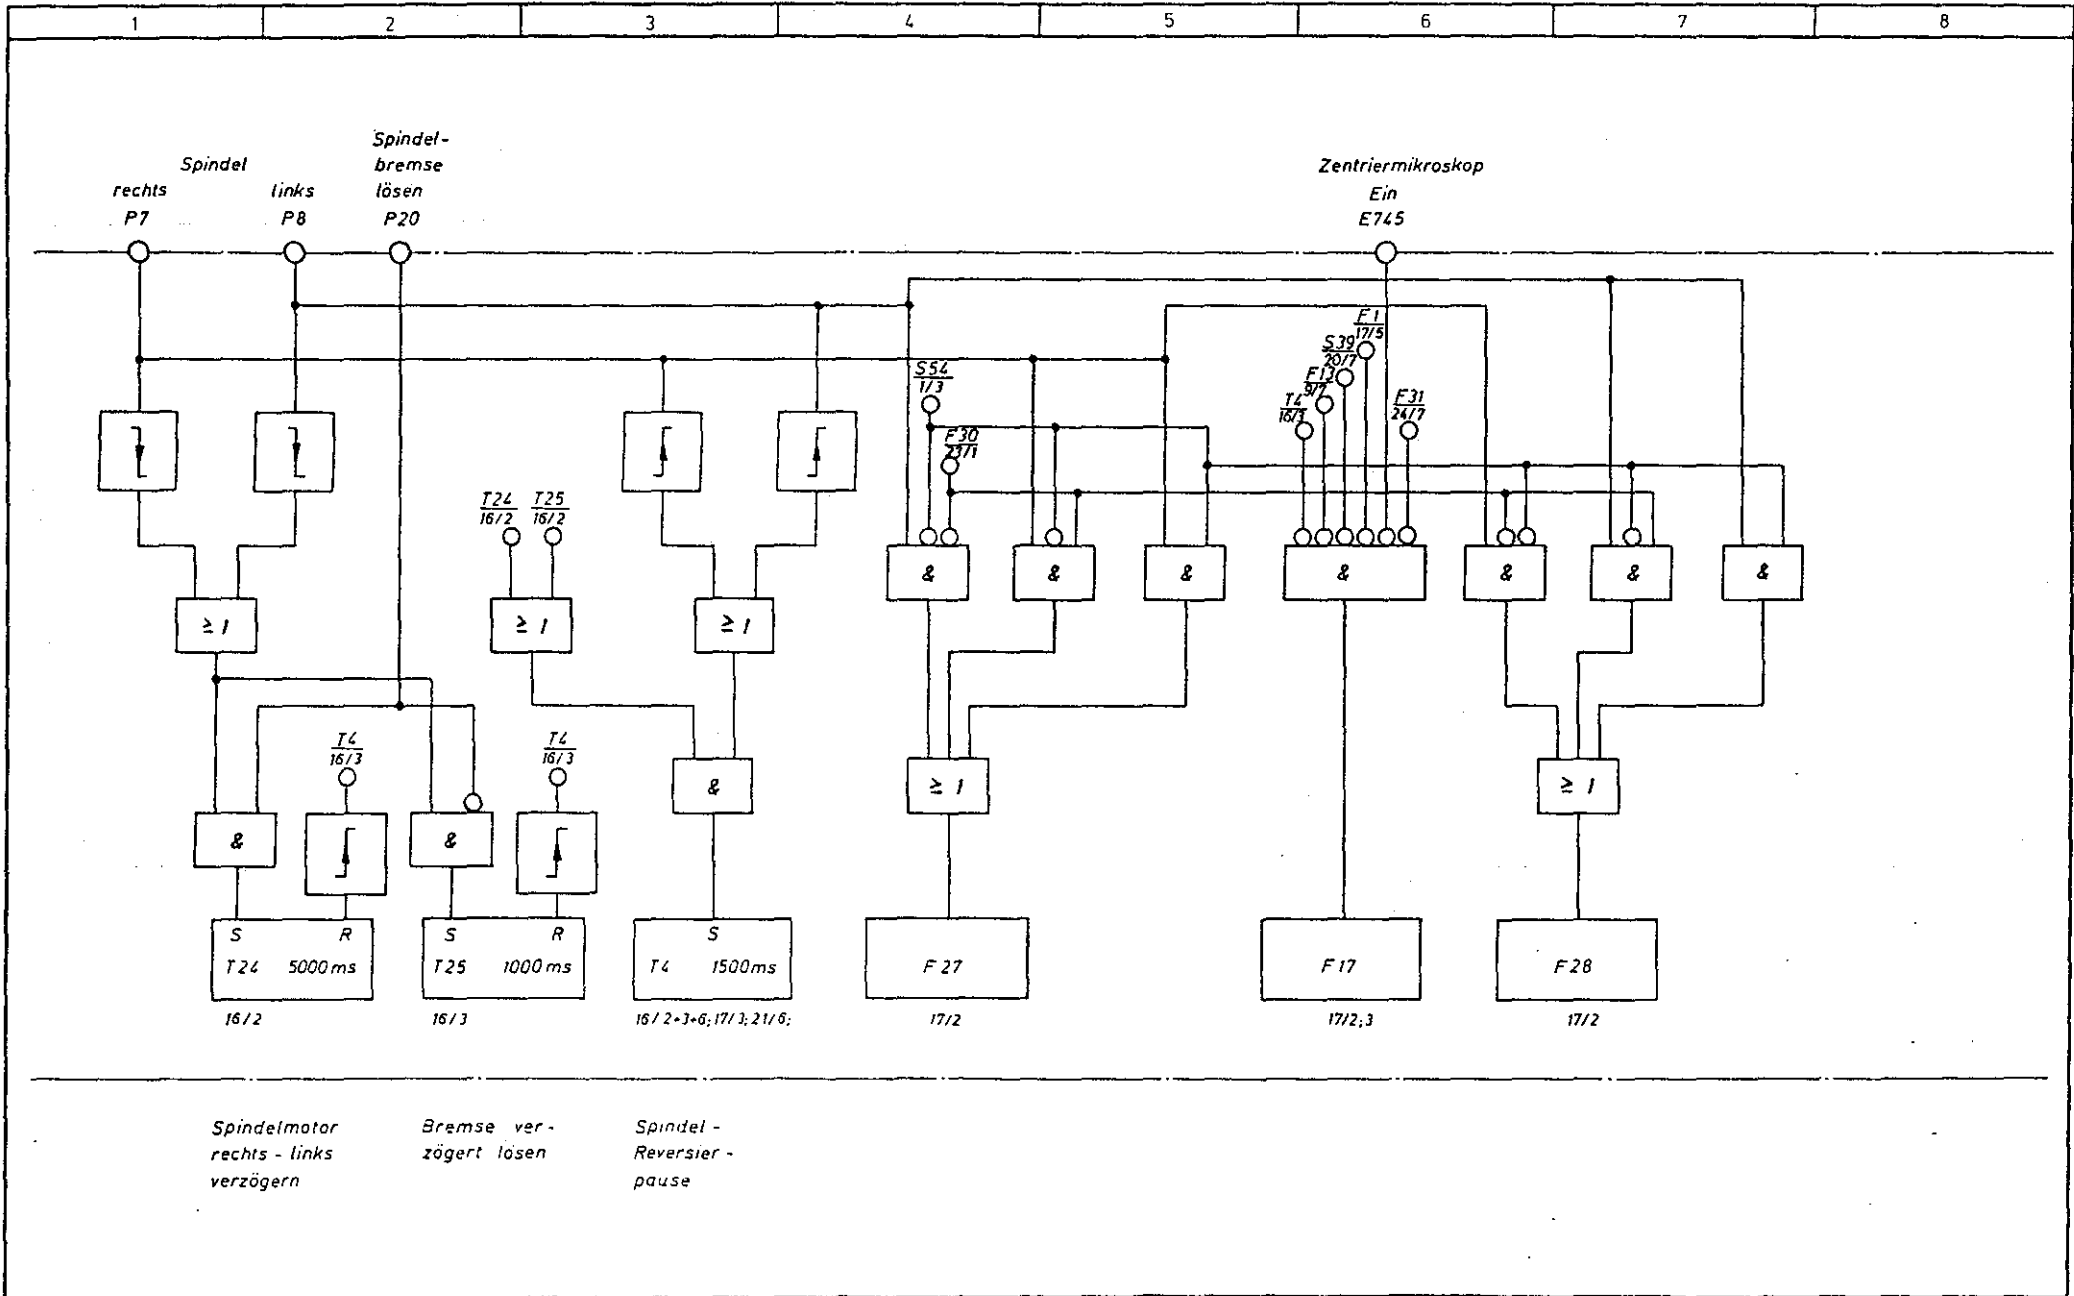 1 2 3 4 5 6 7 8
Spindel
rechts
P7
links
P8
Spindel-
bremse
lösen
P20
Zentriermikroskop
Ein
E745
F1
17/5
S39
20/7
F13
9/7
T4
16/3
F31
24/7
S54
1/3
F30
23/1
T24
16/2
T25
16/2
& & & & & & &
≥ 1 ≥ 1 ≥ 1
T4
16/3
T4
16/3
& ≥ 1 ≥ 1
& &
S R
T24 5000ms
S R
T25 1000ms
S
T4 1500ms
F27
F17
F28
16/2
16/3
16/2+3+6; 17/3; 21/6;
17/2
17/2;3
17/2
Spindelmotor
rechts - links
verzögern
Bremse ver-
zögert lösen
Spindel -
Reversier -
pause